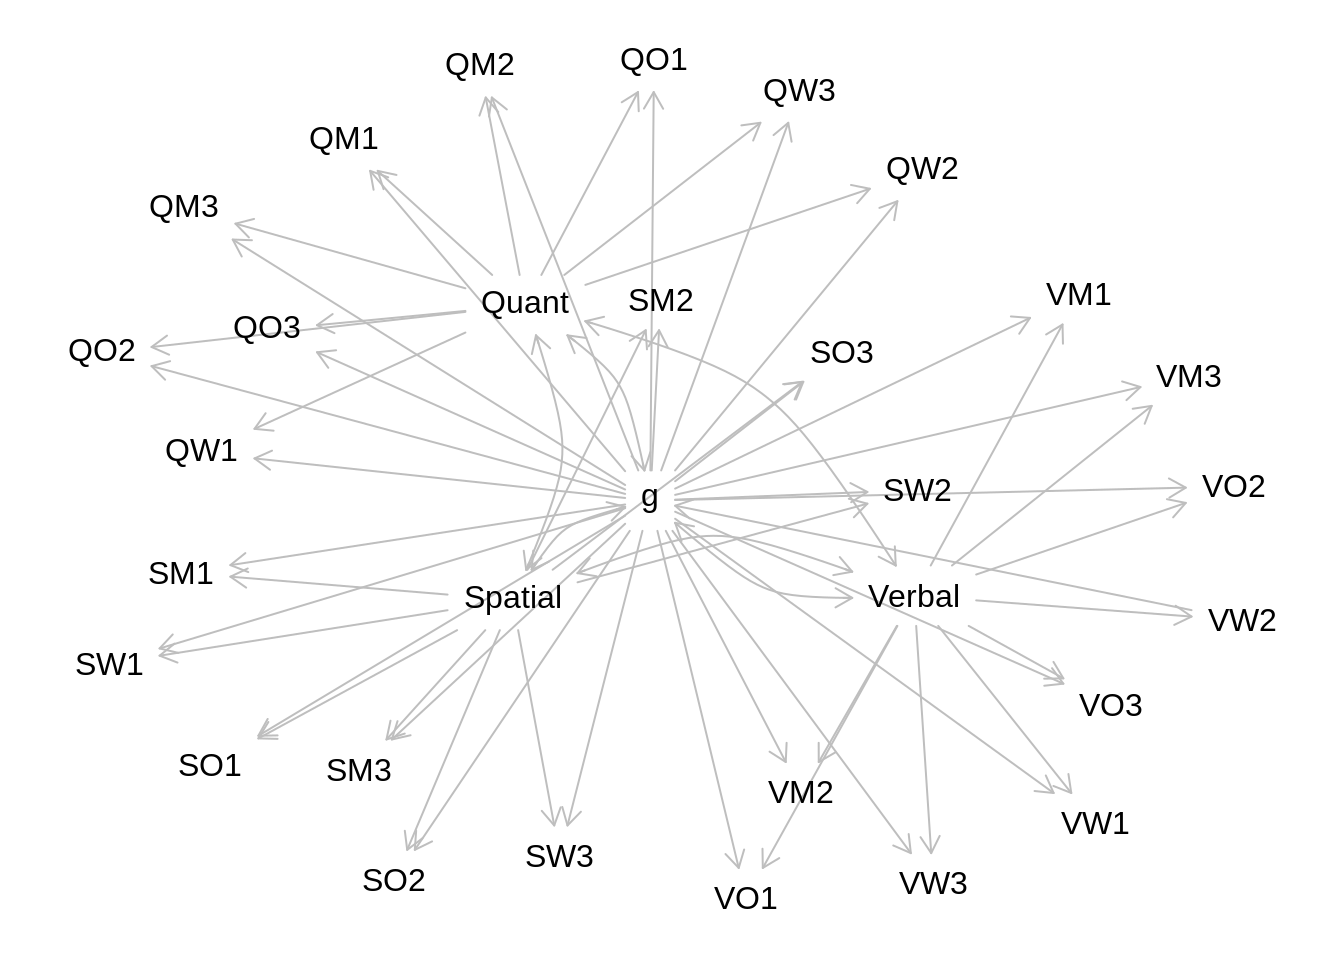 QO1
QM2
QW3
QM1
QW2
QM3
VM1
SM2
Quant
QO3
QO2
SO3
VM3
QW1
VO2
SW2
g
SM1
Verbal
Spatial
VW2
SW1
VO3
SO1
SM3
VM2
VW1
SW3
SO2
VW3
VO1